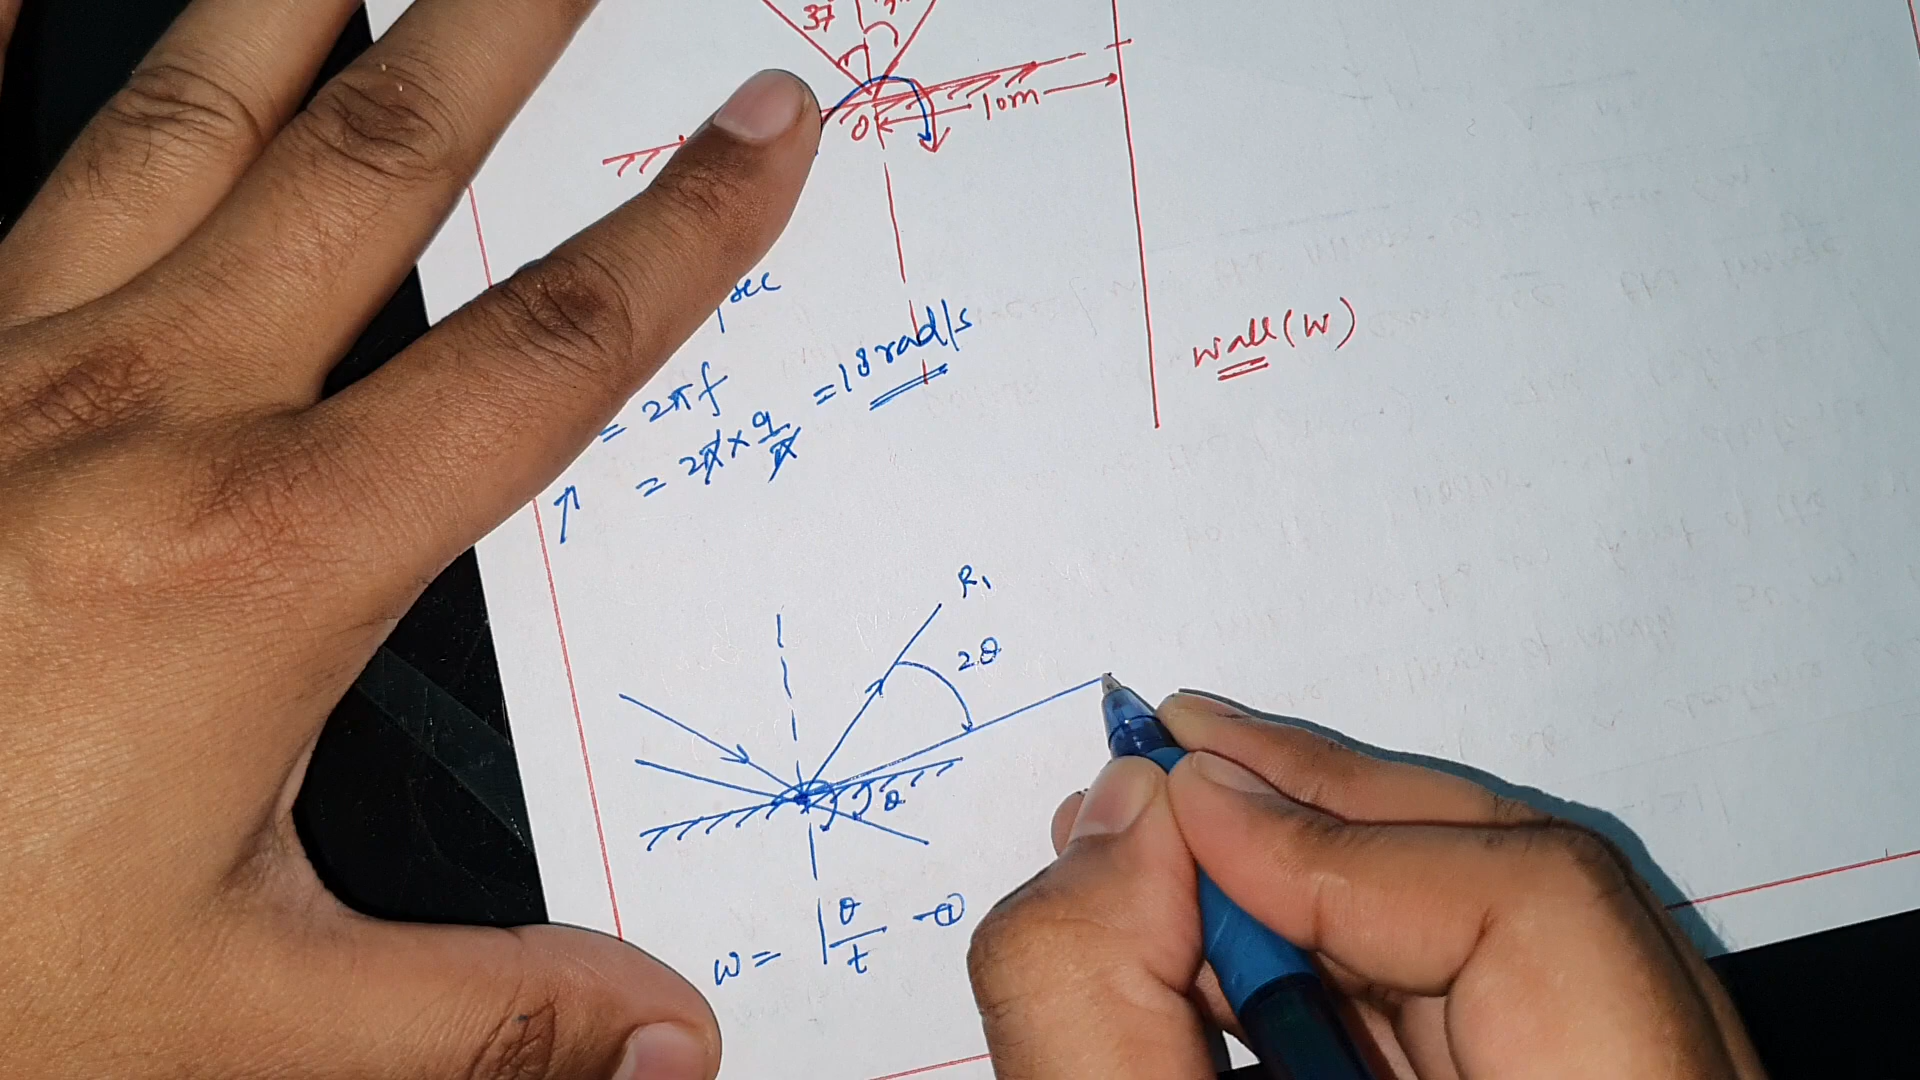 37
O
10m
sec
wall (W)
= 2πf
= 2π × 9/π = 18 rad/s
R₁
2θ
θ
ω = θ/t -①